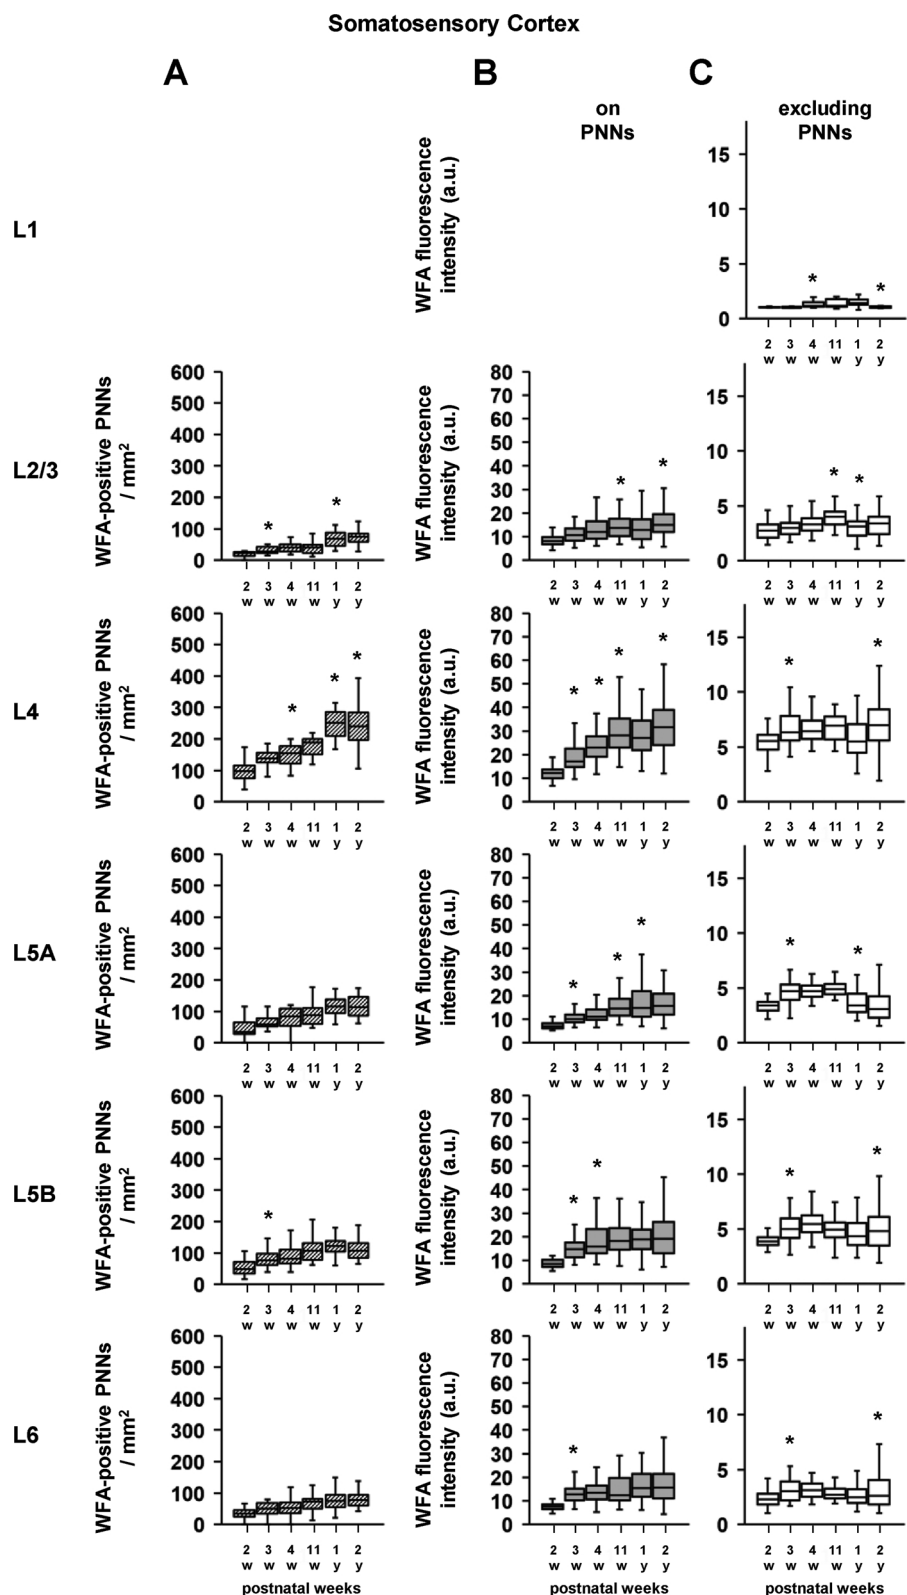 Somatosensory Cortex
A
B
C
on
PNNs
excluding
PNNs
L1
WFA fluorescence
intensity (a.u.)
15
10
5
0
*
*
2 3 4 11 1 2
w w w w y y
L2/3
WFA-positive PNNs
/ mm²
600
500
400
300
200
100
0
*
*
2 3 4 11 1 2
w w w w y y
WFA fluorescence
intensity (a.u.)
80
70
60
50
40
30
20
10
0
*
*
2 3 4 11 1 2
w w w w y y
15
10
5
0
*
*
2 3 4 11 1 2
w w w w y y
L4
WFA-positive PNNs
/ mm²
600
500
400
300
200
100
0
*
*
*
2 3 4 11 1 2
w w w w y y
WFA fluorescence
intensity (a.u.)
80
70
60
50
40
30
20
10
0
*
*
*
*
2 3 4 11 1 2
w w w w y y
15
10
5
0
*
*
2 3 4 11 1 2
w w w w y y
L5A
WFA-positive PNNs
/ mm²
600
500
400
300
200
100
0
2 3 4 11 1 2
w w w w y y
WFA fluorescence
intensity (a.u.)
80
70
60
50
40
30
20
10
0
*
*
*
2 3 4 11 1 2
w w w w y y
15
10
5
0
*
*
2 3 4 11 1 2
w w w w y y
L5B
WFA-positive PNNs
/ mm²
600
500
400
300
200
100
0
*
2 3 4 11 1 2
w w w w y y
WFA fluorescence
intensity (a.u.)
80
70
60
50
40
30
20
10
0
*
*
2 3 4 11 1 2
w w w w y y
15
10
5
0
*
*
2 3 4 11 1 2
w w w w y y
L6
WFA-positive PNNs
/ mm²
600
500
400
300
200
100
0
2 3 4 11 1 2
w w w w y y
postnatal weeks
WFA fluorescence
intensity (a.u.)
80
70
60
50
40
30
20
10
0
*
2 3 4 11 1 2
w w w w y y
postnatal weeks
15
10
5
0
*
*
2 3 4 11 1 2
w w w w y y
postnatal weeks